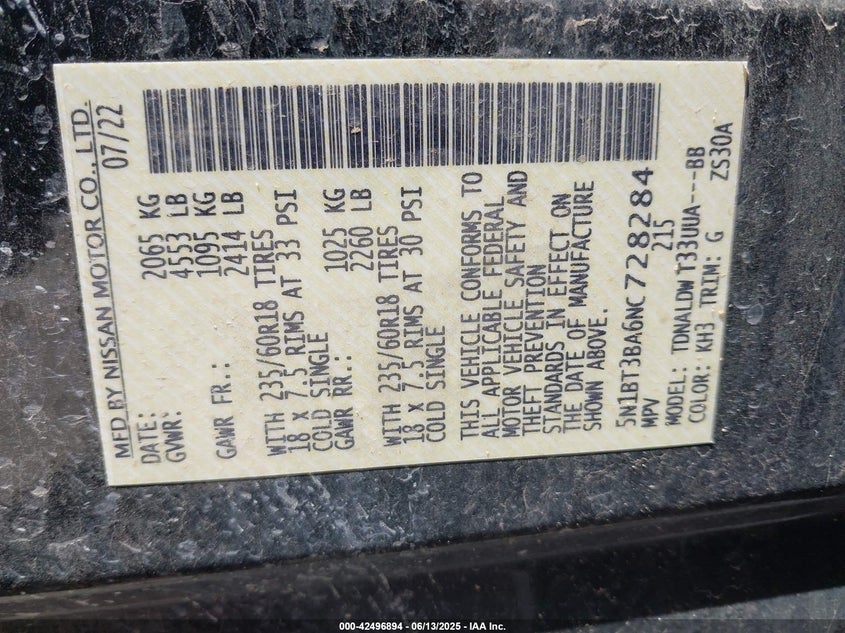 MFD BY NISSAN MOTOR CO., LTD.
DATE: 07/22
GVWR: 2065 KG
4553 LB
GAWR FR.: 1095 KG
2414 LB
WITH 235/60R18 TIRES
18 X 7.5 RIMS AT 33 PSI
COLD SINGLE
GAWR RR.: 1025 KG
2260 LB
WITH 235/60R18 TIRES
18 X 7.5 RIMS AT 30 PSI
COLD SINGLE
THIS VEHICLE CONFORMS TO
ALL APPLICABLE FEDERAL
MOTOR VEHICLE SAFETY AND
THEFT PREVENTION
STANDARDS IN EFFECT ON
THE DATE OF MANUFACTURE
SHOWN ABOVE.
5N1BT3BA6NC728284
MPV 215
MODEL: TDNALDWT33UUA---BB
COLOR: KH3 TRIM: G ZS30A
000-42496894 - 06/13/2025 - IAA Inc.